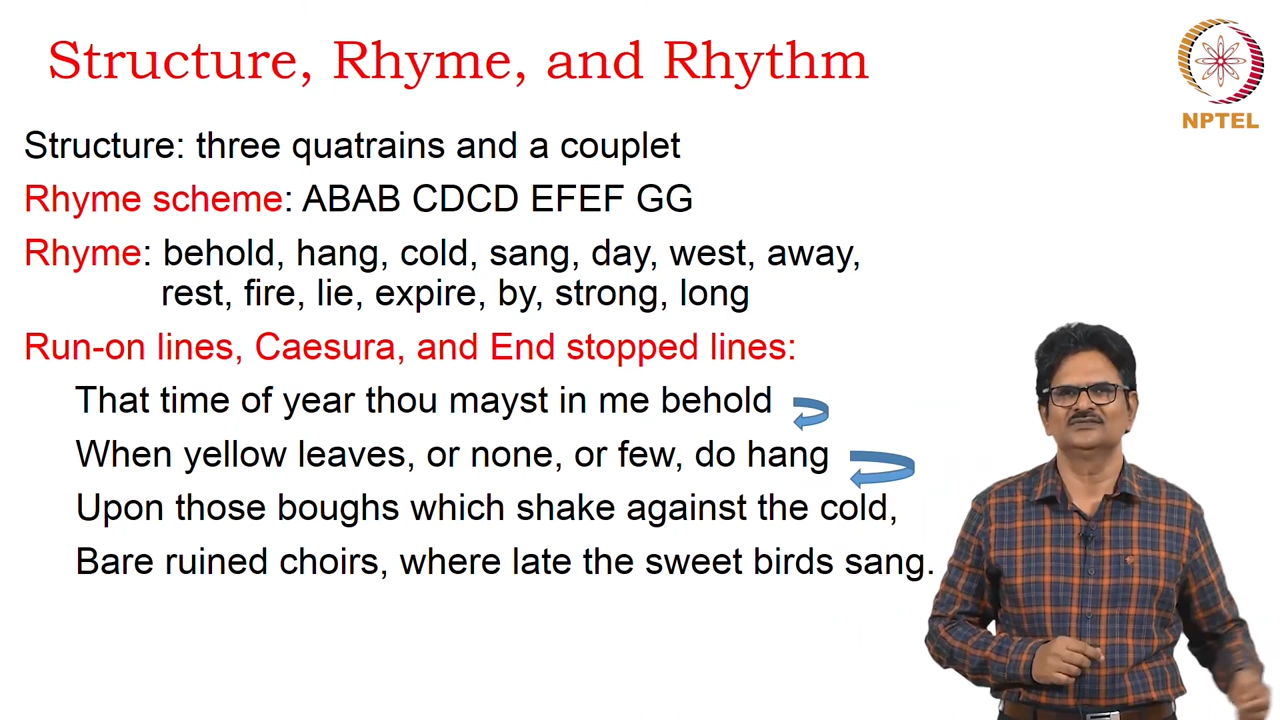 Structure, Rhyme, and Rhythm
NPTEL
Structure: three quatrains and a couplet
Rhyme scheme: ABAB CDCD EFEF GG
Rhyme: behold, hang, cold, sang, day, west, away,
rest, fire, lie, expire, by, strong, long
Run-on lines, Caesura, and End stopped lines:
That time of year thou mayst in me behold
When yellow leaves, or none, or few, do hang
Upon those boughs which shake against the cold,
Bare ruined choirs, where late the sweet birds sang.